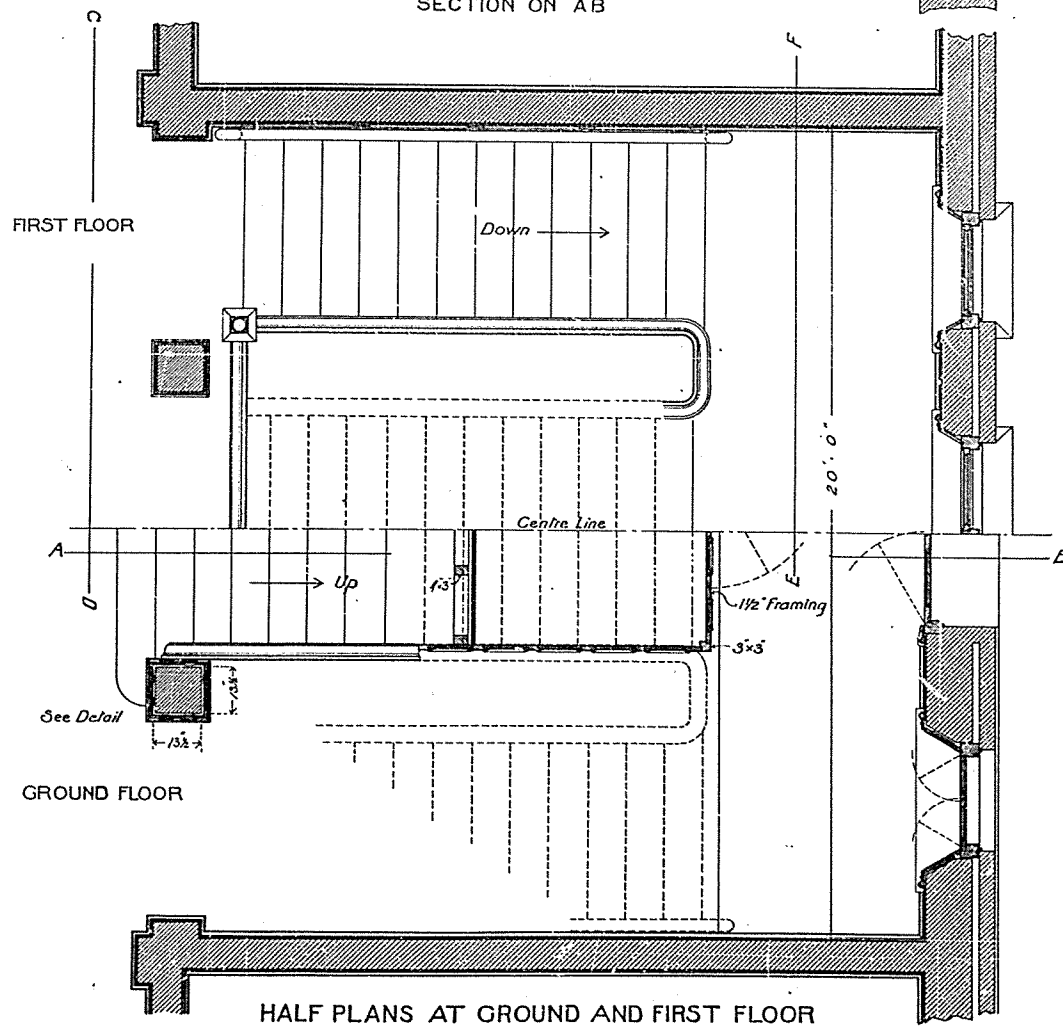 SECTION ON AB
C
F
FIRST FLOOR
Down
20'. 0"
Centre Line
A
B
Up
1·3"
E
D
1½" Framing
3"×3"
13½"
See Detail
13½"
GROUND FLOOR
HALF PLANS AT GROUND AND FIRST FLOOR